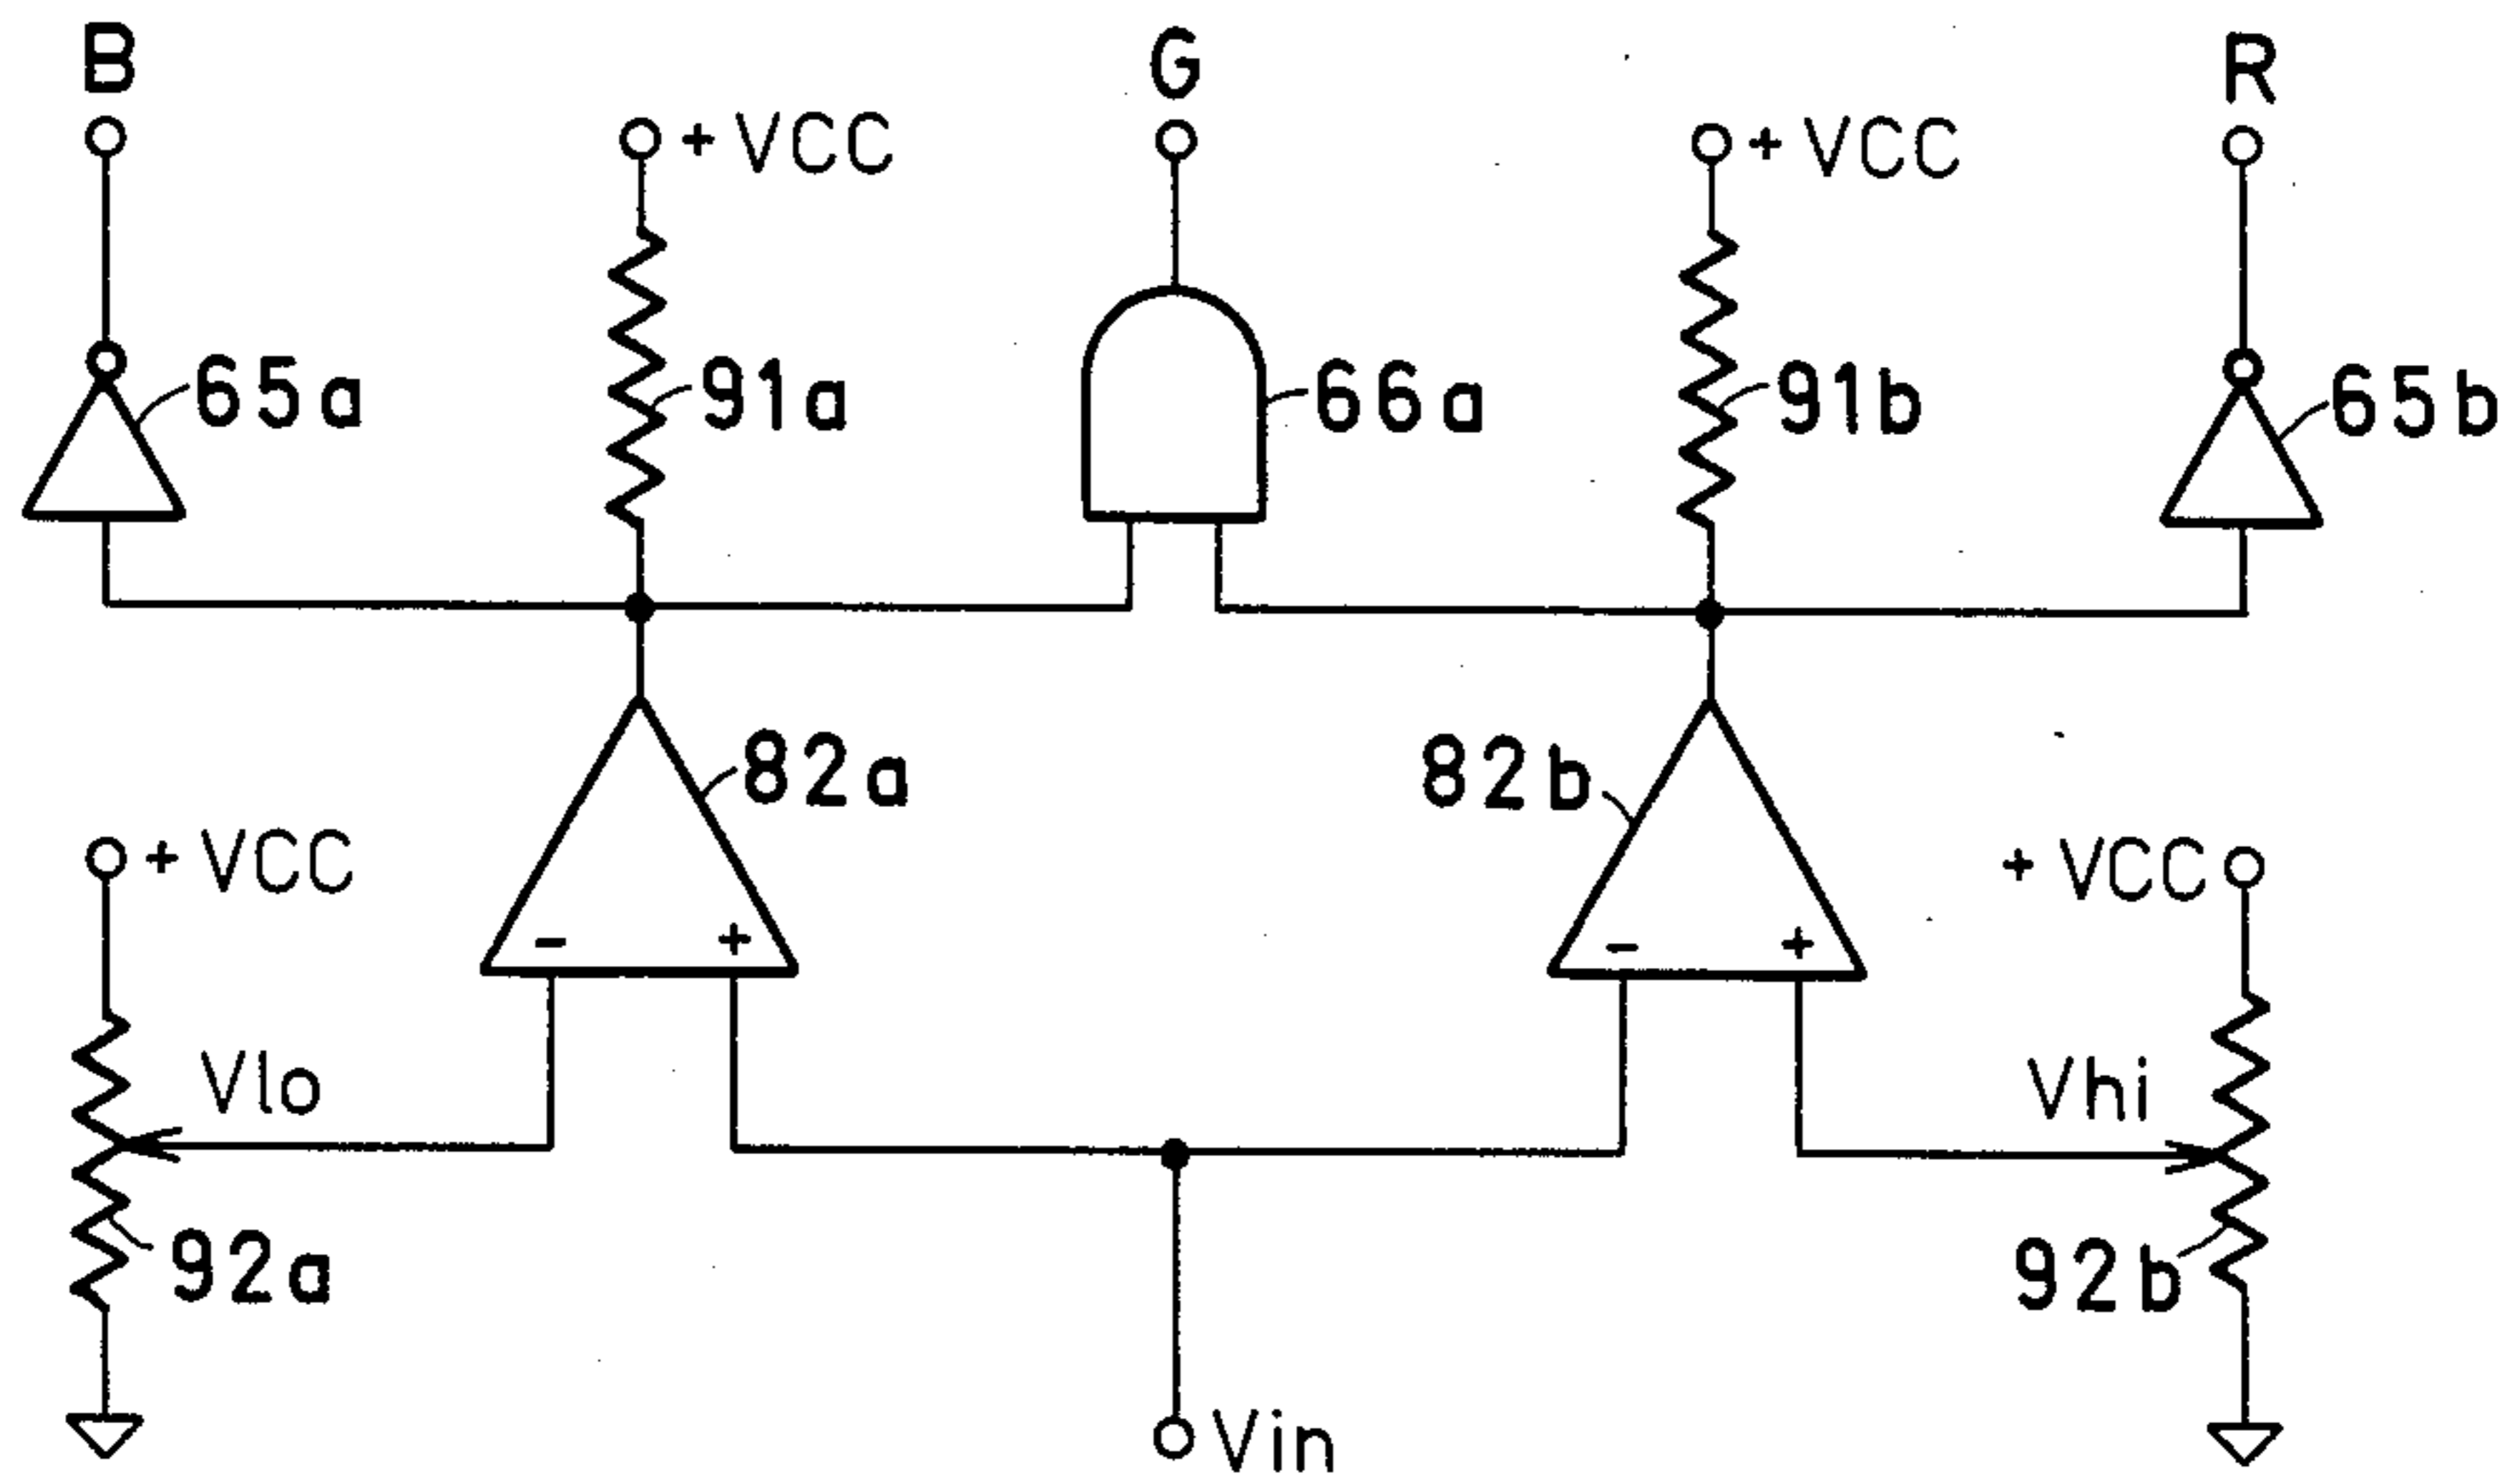 B
G
R
+ VCC
+ VCC
65a
91a
66a
91b
65b
82a
82b
+ VCC
+ VCC
-
+
-
+
Vlo
Vhi
92a
92b
Vin